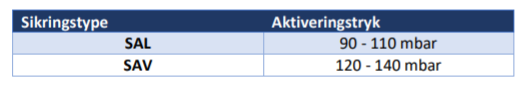 Sikringstype Aktiveringstryk
SAL 90 - 110 mbar
SAV 120 - 140 mbar